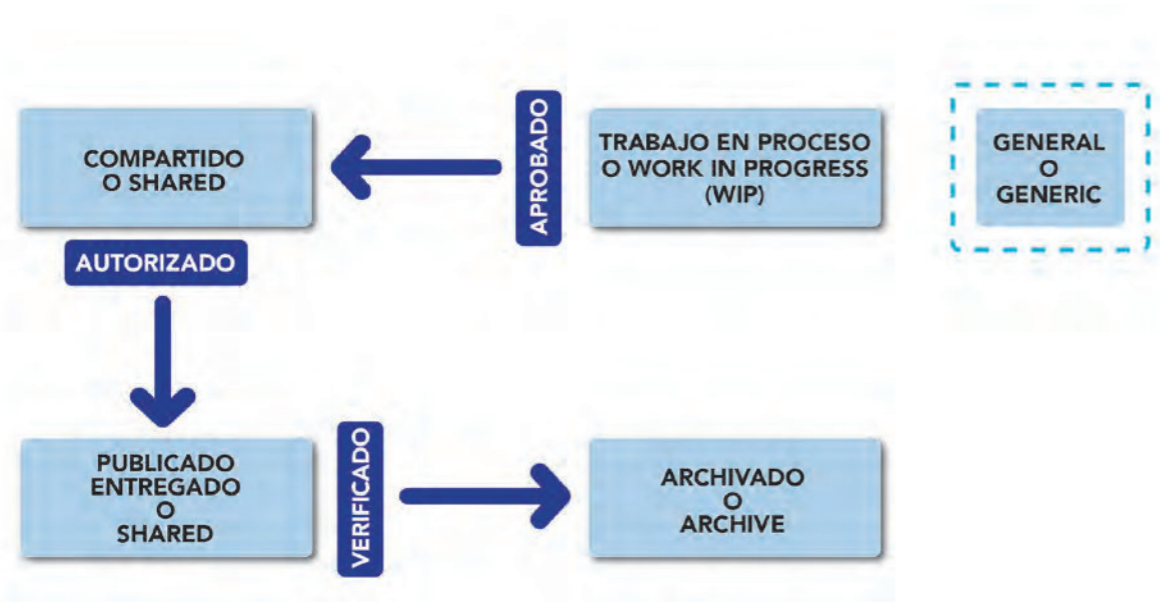 COMPARTIDO
O SHARED
APROBADO
TRABAJO EN PROCESO
O WORK IN PROGRESS
(WIP)
GENERAL
O
GENERIC
AUTORIZADO
PUBLICADO
ENTREGADO
O
SHARED
VERIFICADO
ARCHIVADO
O
ARCHIVE